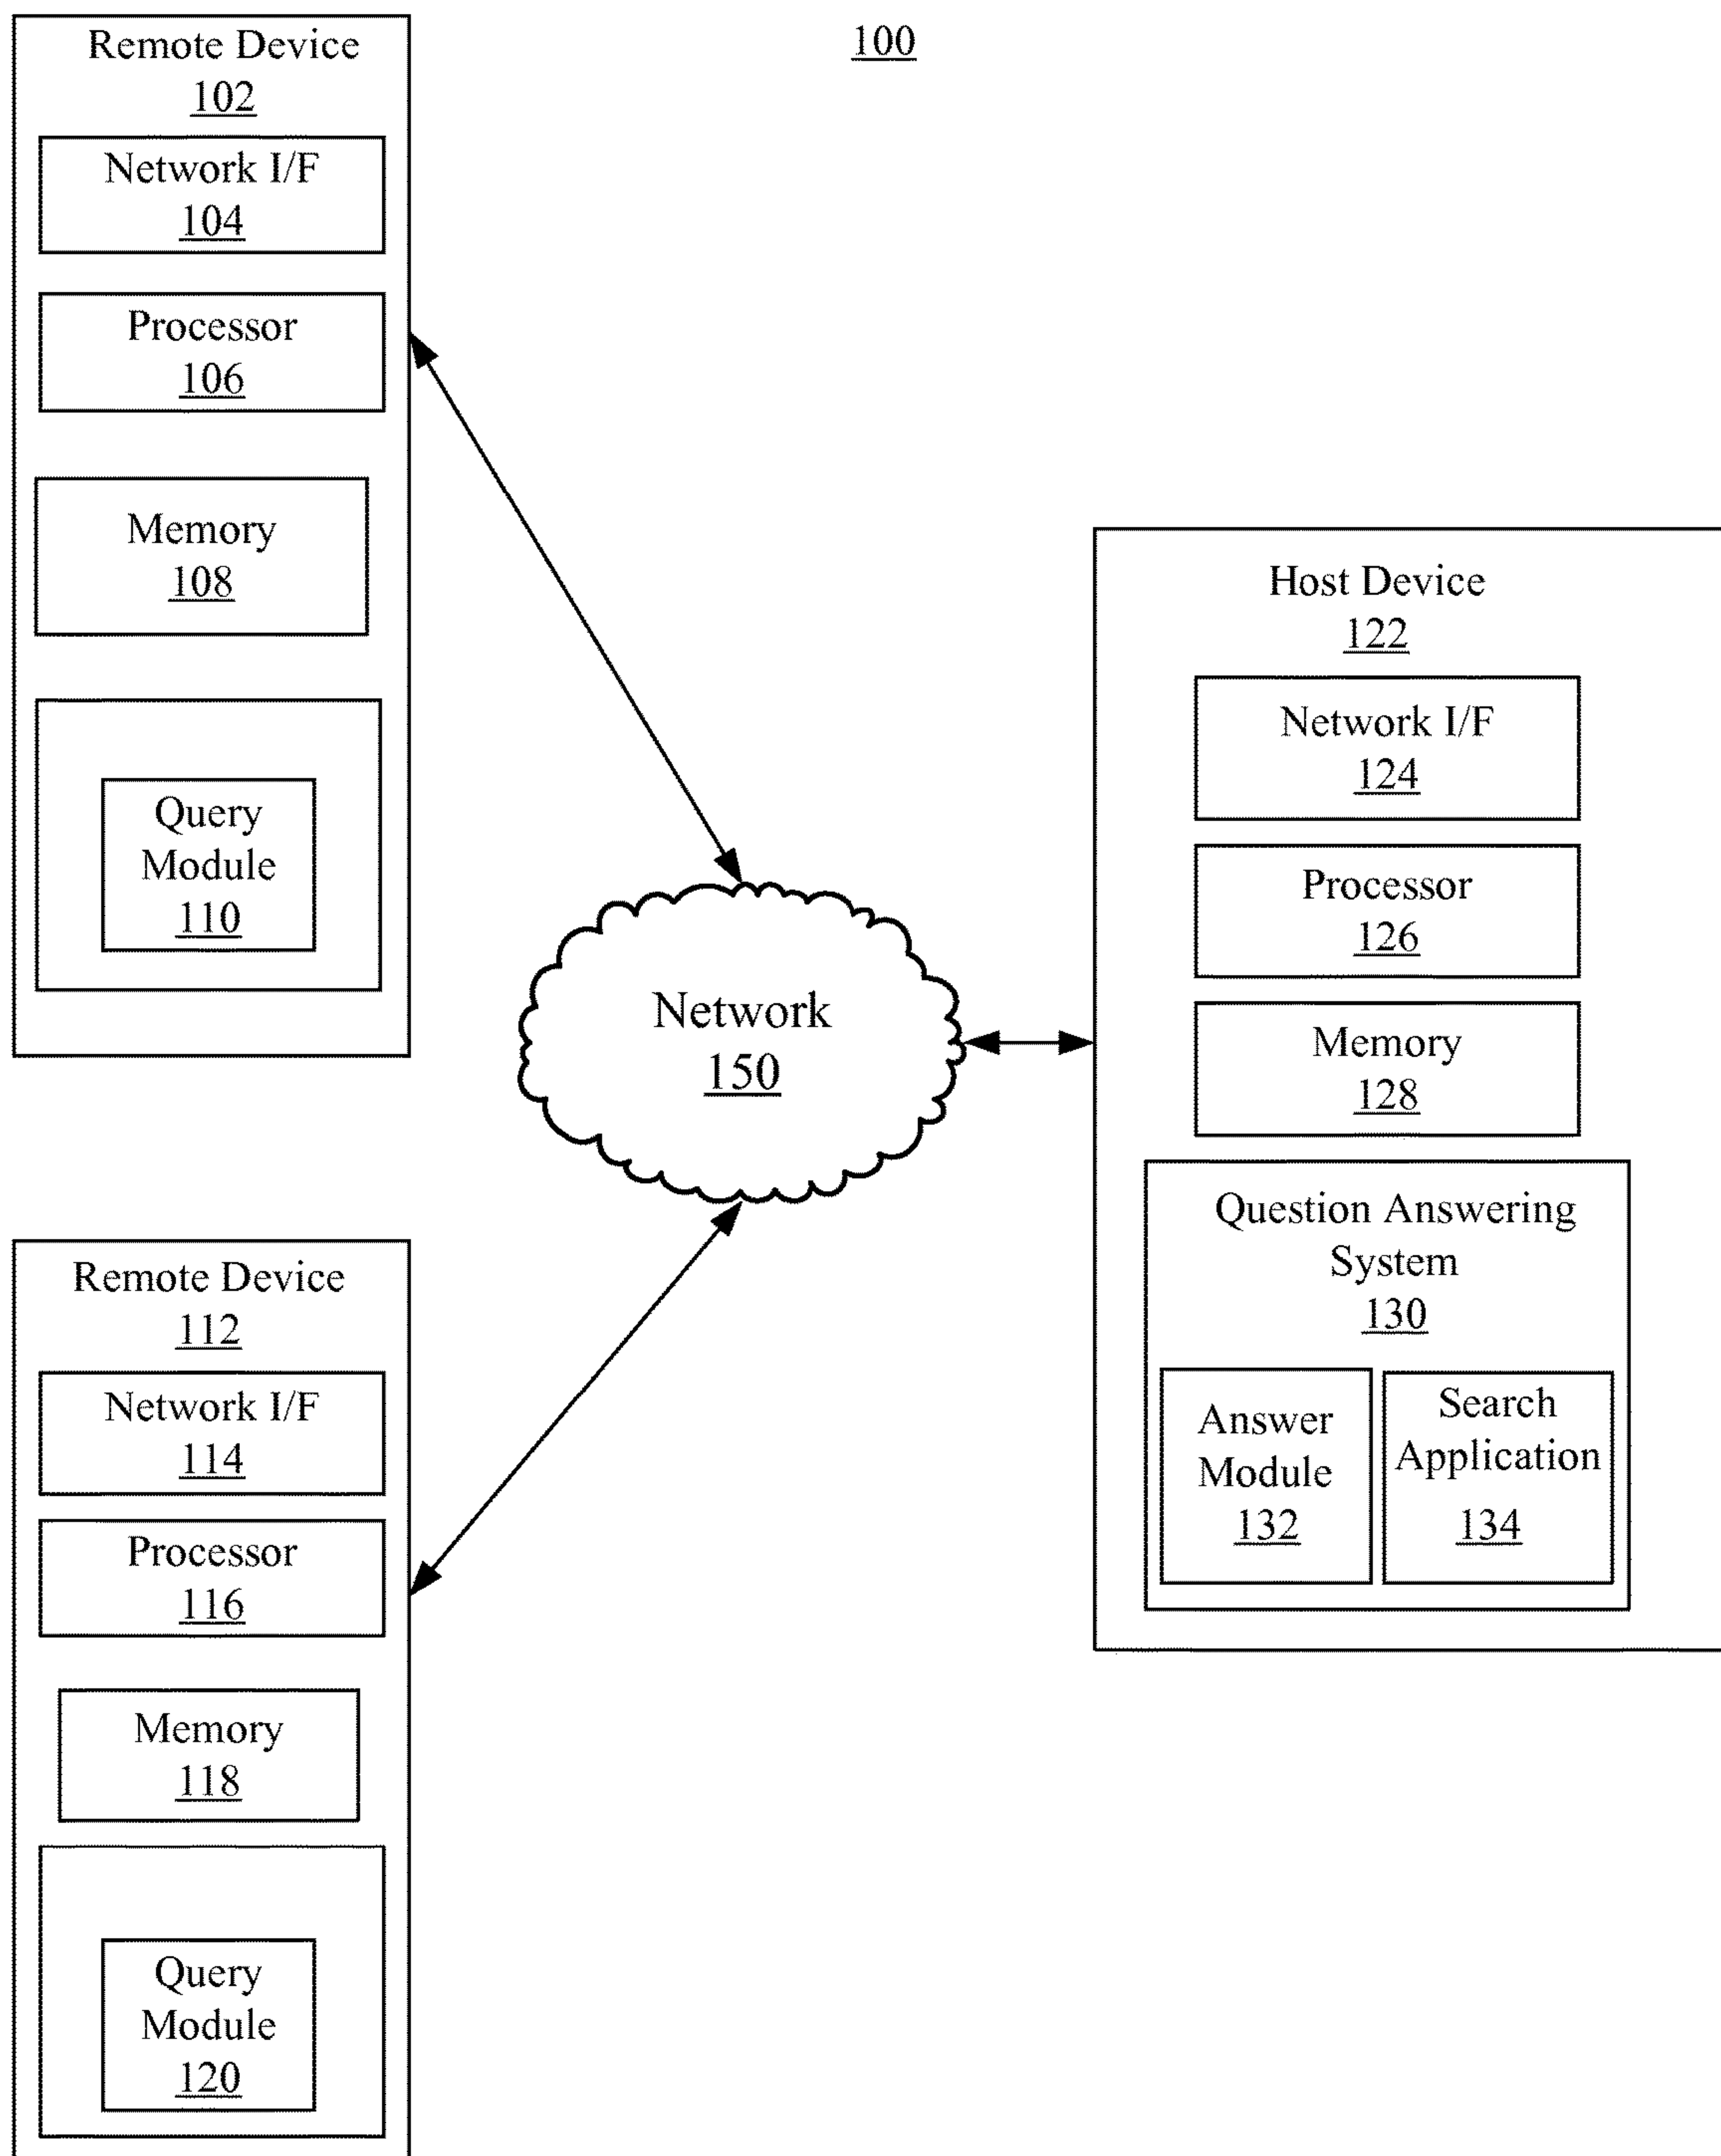 100
Remote Device
102
Network I/F
104
Processor
106
Memory
108
Query
Module
110
Network
150
Host Device
122
Network I/F
124
Processor
126
Memory
128
Question Answering
System
130
Answer
Module
132
Search
Application
134
Remote Device
112
Network I/F
114
Processor
116
Memory
118
Query
Module
120